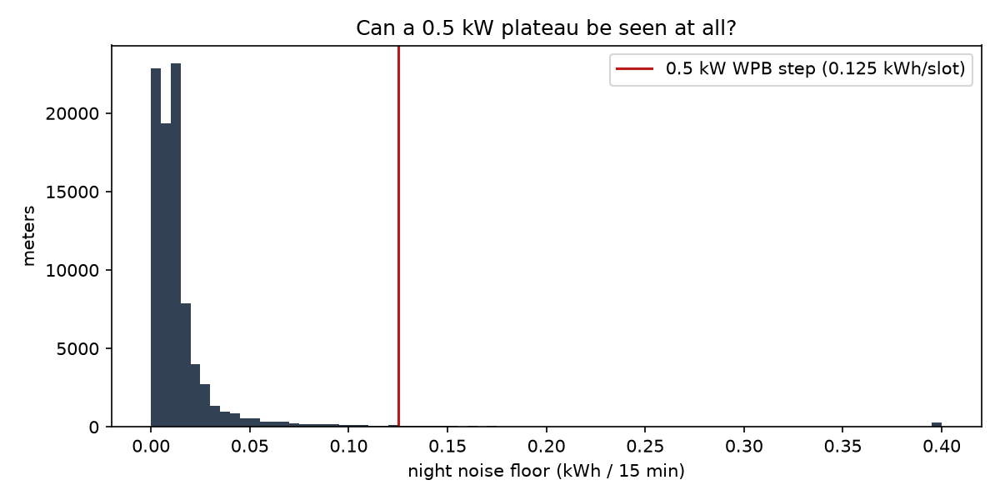 Can a 0.5 kW plateau be seen at all?
0.5 kW WPB step (0.125 kWh/slot)
meters
20000
15000
10000
5000
0
0.00 0.05 0.10 0.15 0.20 0.25 0.30 0.35 0.40
night noise floor (kWh / 15 min)